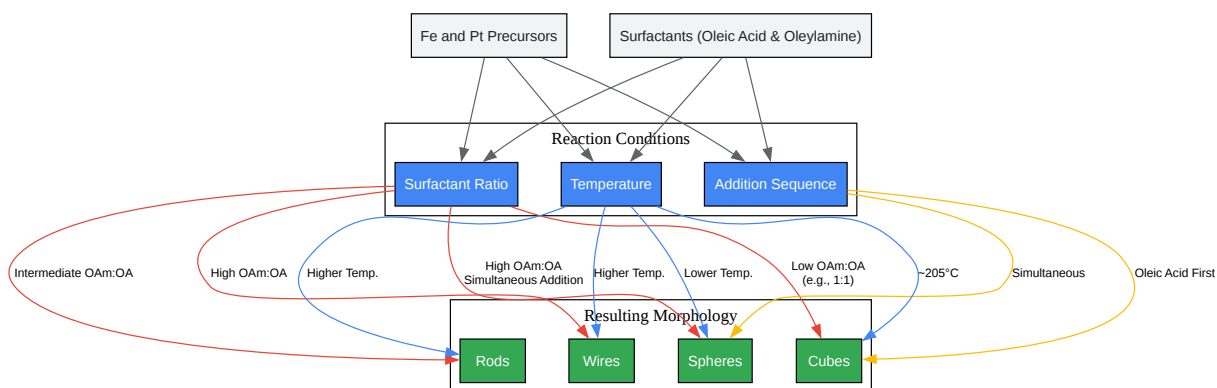 Fe and Pt Precursors
Surfactants (Oleic Acid & Oleylamine)
Reaction Conditions
Surfactant Ratio
Temperature
Addition Sequence
Intermediate OAm:OA
High OAm:OA
Higher Temp.
High OAm:OA
Simultaneous Addition
Higher Temp.
Lower Temp.
Low OAm:OA
(e.g., 1:1)
~205°C
Simultaneous
Oleic Acid First
Resulting Morphology
Rods
Wires
Spheres
Cubes